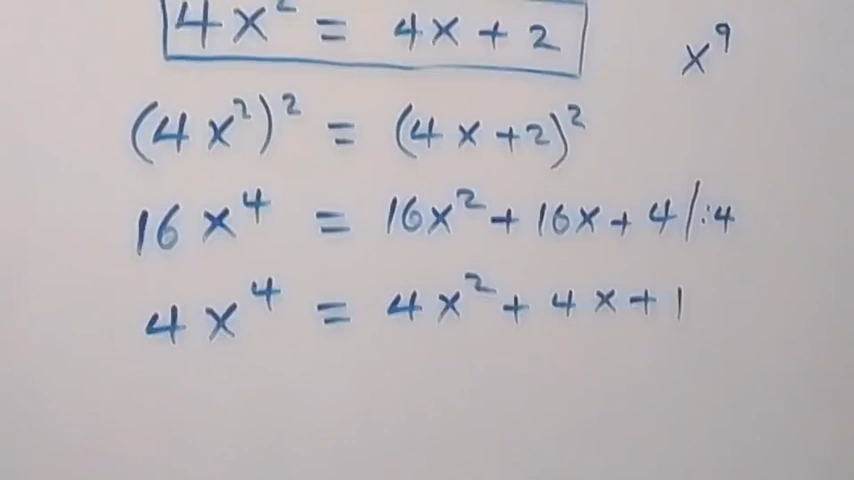 4x² = 4x + 2
x⁹
(4x²)² = (4x + 2)²
16x⁴ = 16x² + 16x + 4 /:4
4x⁴ = 4x² + 4x + 1